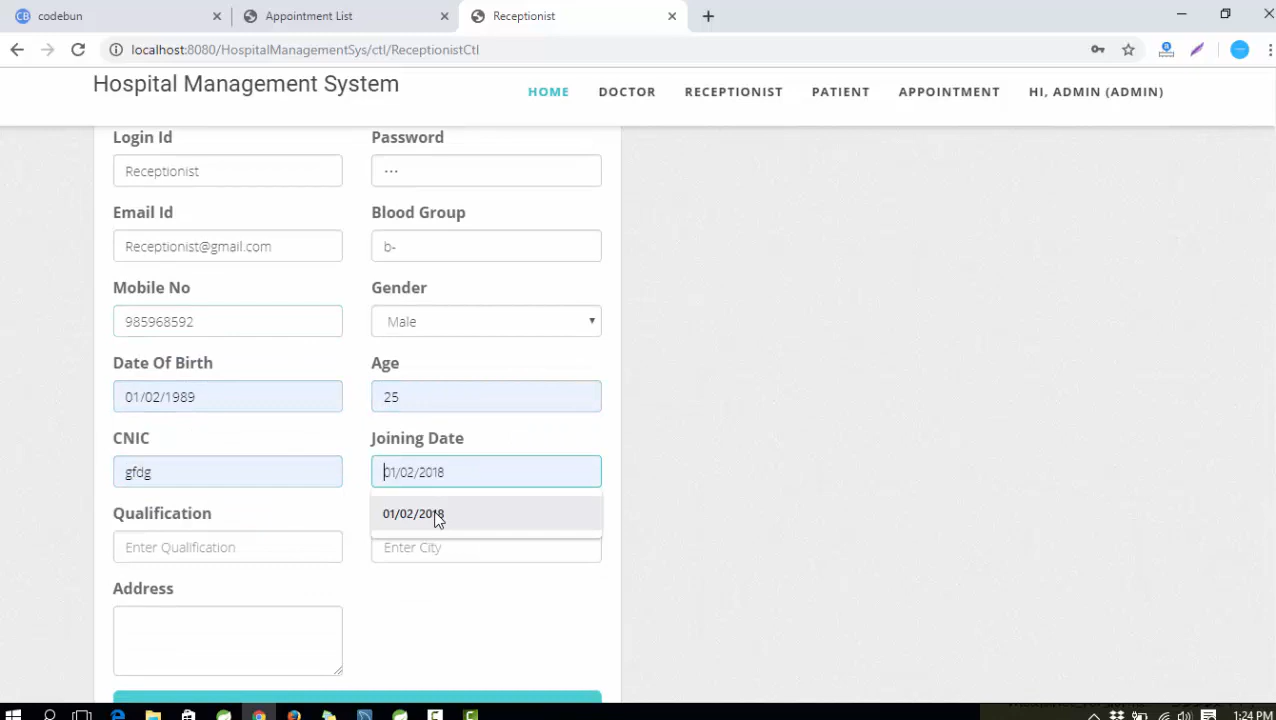 CB codebun
Appointment List
Receptionist
localhost:8080/HospitalManagementSys/ctl/ReceptionistCtl
Hospital Management System
HOME DOCTOR RECEPTIONIST PATIENT APPOINTMENT HI, ADMIN (ADMIN)
Login Id Password
Receptionist ...
Email Id Blood Group
Receptionist@gmail.com b-
Mobile No Gender
985968592 Male
Date Of Birth Age
01/02/1989 25
CNIC Joining Date
gfdg 01/02/2018
01/02/2018
Qualification
Enter Qualification Enter City
Address
1:24 PM